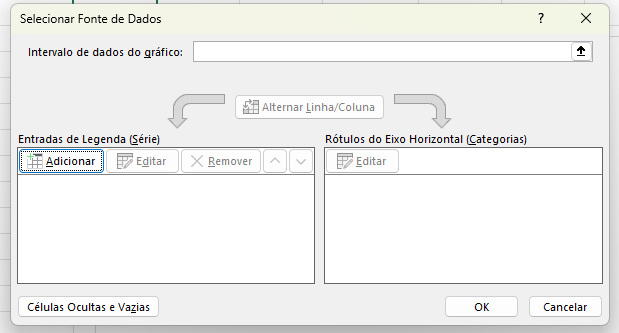 Selecionar Fonte de Dados
?
Intervalo de dados do gráfico:
Alternar Linha/Coluna
Entradas de Legenda (Série)
Rótulos do Eixo Horizontal (Categorias)
Adicionar
Editar
Remover
Editar
Células Ocultas e Vazias
OK
Cancelar